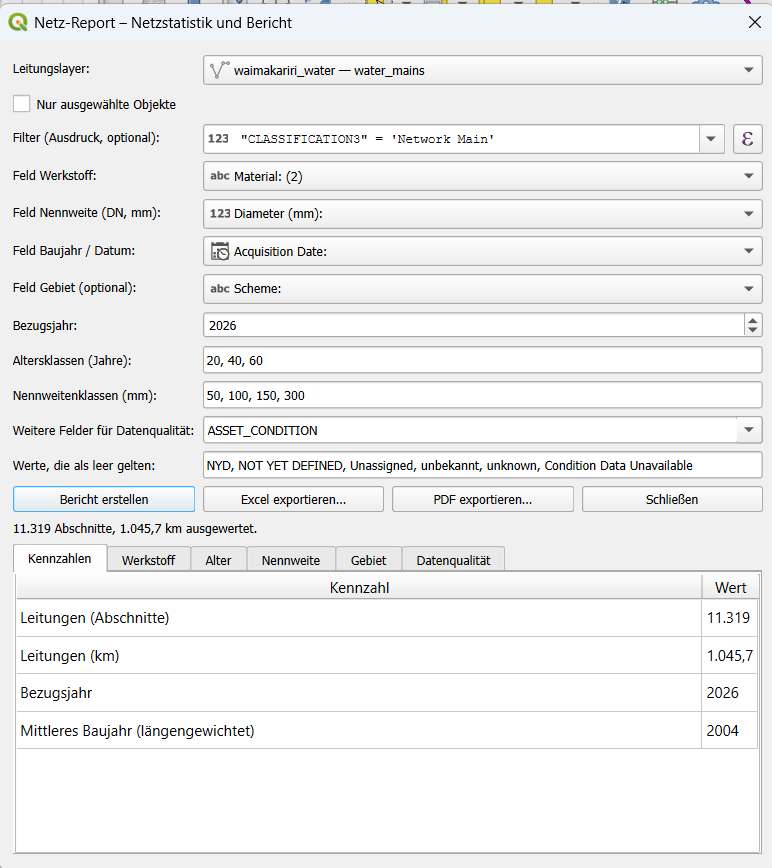 Netz-Report – Netzstatistik und Bericht
Leitungslayer: waimakariri_water — water_mains
Nur ausgewählte Objekte
Filter (Ausdruck, optional): 123 "CLASSIFICATION3" = 'Network Main' ε
Feld Werkstoff: abc Material: (2)
Feld Nennweite (DN, mm): 123 Diameter (mm):
Feld Baujahr / Datum: Acquisition Date:
Feld Gebiet (optional): abc Scheme:
Bezugsjahr: 2026
Altersklassen (Jahre): 20, 40, 60
Nennweitenklassen (mm): 50, 100, 150, 300
Weitere Felder für Datenqualität: ASSET_CONDITION
Werte, die als leer gelten: NYD, NOT YET DEFINED, Unassigned, unbekannt, unknown, Condition Data Unavailable
Bericht erstellen Excel exportieren... PDF exportieren... Schließen
11.319 Abschnitte, 1.045,7 km ausgewertet.
Kennzahlen Werkstoff Alter Nennweite Gebiet Datenqualität
Kennzahl Wert
Leitungen (Abschnitte) 11.319
Leitungen (km) 1.045,7
Bezugsjahr 2026
Mittleres Baujahr (längengewichtet) 2004